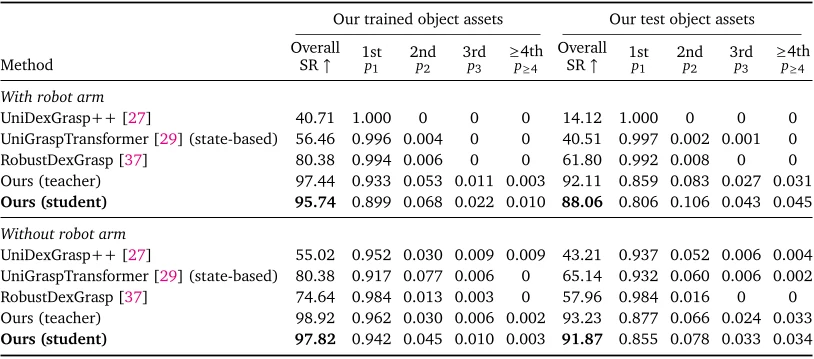 Our trained object assets Our test object assets
Method Overall SR ↑ 1st p₁ 2nd p₂ 3rd p₃ ≥4th p≥4 Overall SR ↑ 1st p₁ 2nd p₂ 3rd p₃ ≥4th p≥4
With robot arm
UniDexGrasp++ [27] 40.71 1.000 0 0 0 14.12 1.000 0 0 0
UniGraspTransformer [29] (state-based) 56.46 0.996 0.004 0 0 40.51 0.997 0.002 0.001 0
RobustDexGrasp [37] 80.38 0.994 0.006 0 0 61.80 0.992 0.008 0 0
Ours (teacher) 97.44 0.933 0.053 0.011 0.003 92.11 0.859 0.083 0.027 0.031
Ours (student) 95.74 0.899 0.068 0.022 0.010 88.06 0.806 0.106 0.043 0.045
Without robot arm
UniDexGrasp++ [27] 55.02 0.952 0.030 0.009 0.009 43.21 0.937 0.052 0.006 0.004
UniGraspTransformer [29] (state-based) 80.38 0.917 0.077 0.006 0 65.14 0.932 0.060 0.006 0.002
RobustDexGrasp [37] 74.64 0.984 0.013 0.003 0 57.96 0.984 0.016 0 0
Ours (teacher) 98.92 0.962 0.030 0.006 0.002 93.23 0.877 0.066 0.024 0.033
Ours (student) 97.82 0.942 0.045 0.010 0.003 91.87 0.855 0.078 0.033 0.034